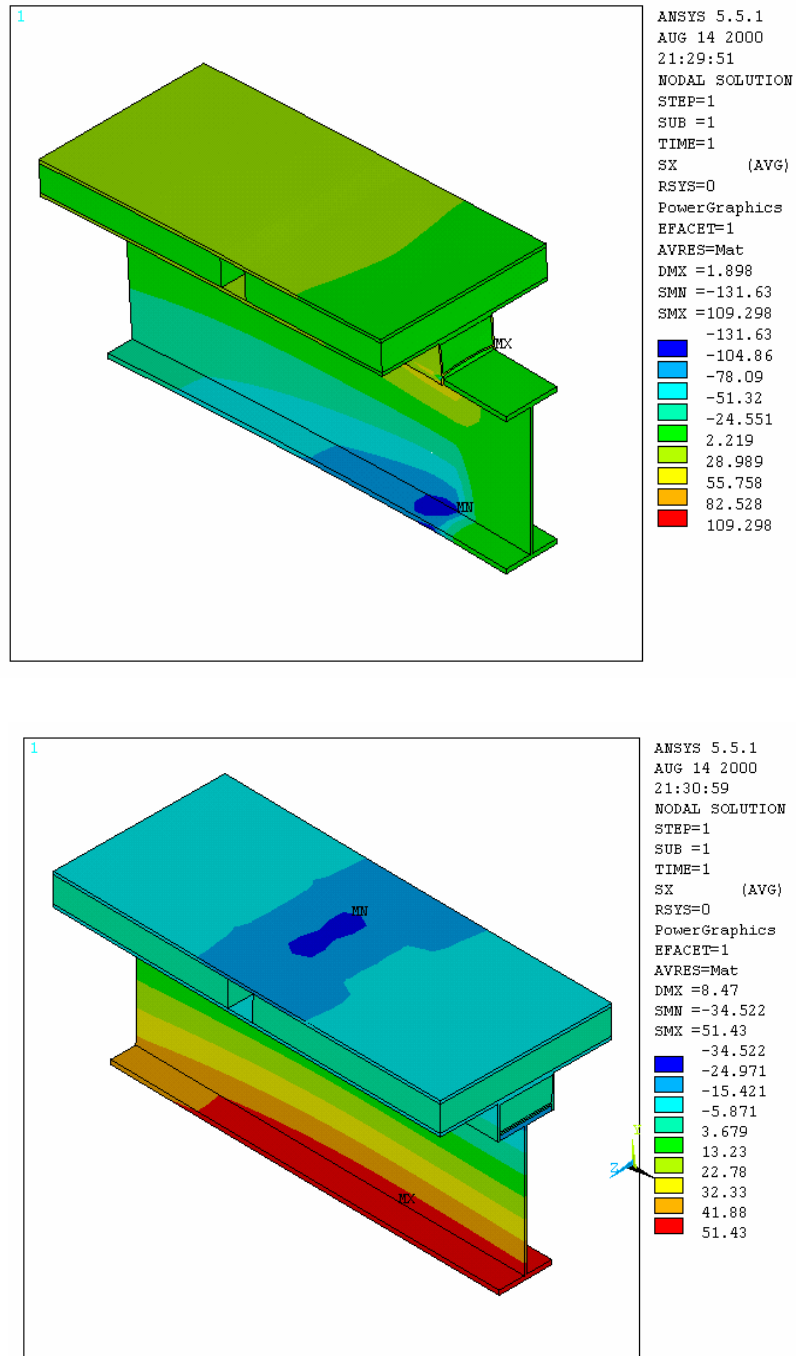 1
ANSYS 5.5.1
AUG 14 2000
21:29:51
NODAL SOLUTION
STEP=1
SUB =1
TIME=1
SX (AVG)
RSYS=0
PowerGraphics
EFACET=1
AVRES=Mat
DMX =1.898
SMN =-131.63
SMX =109.298
-131.63
-104.86
-78.09
-51.32
-24.551
2.219
28.989
55.758
82.528
109.298
MX
MN
1
ANSYS 5.5.1
AUG 14 2000
21:30:59
NODAL SOLUTION
STEP=1
SUB =1
TIME=1
SX (AVG)
RSYS=0
PowerGraphics
EFACET=1
AVRES=Mat
DMX =8.47
SMN =-34.522
SMX =51.43
-34.522
-24.971
-15.421
-5.871
3.679
13.23
22.78
32.33
41.88
51.43
MN
MX
Y
Z